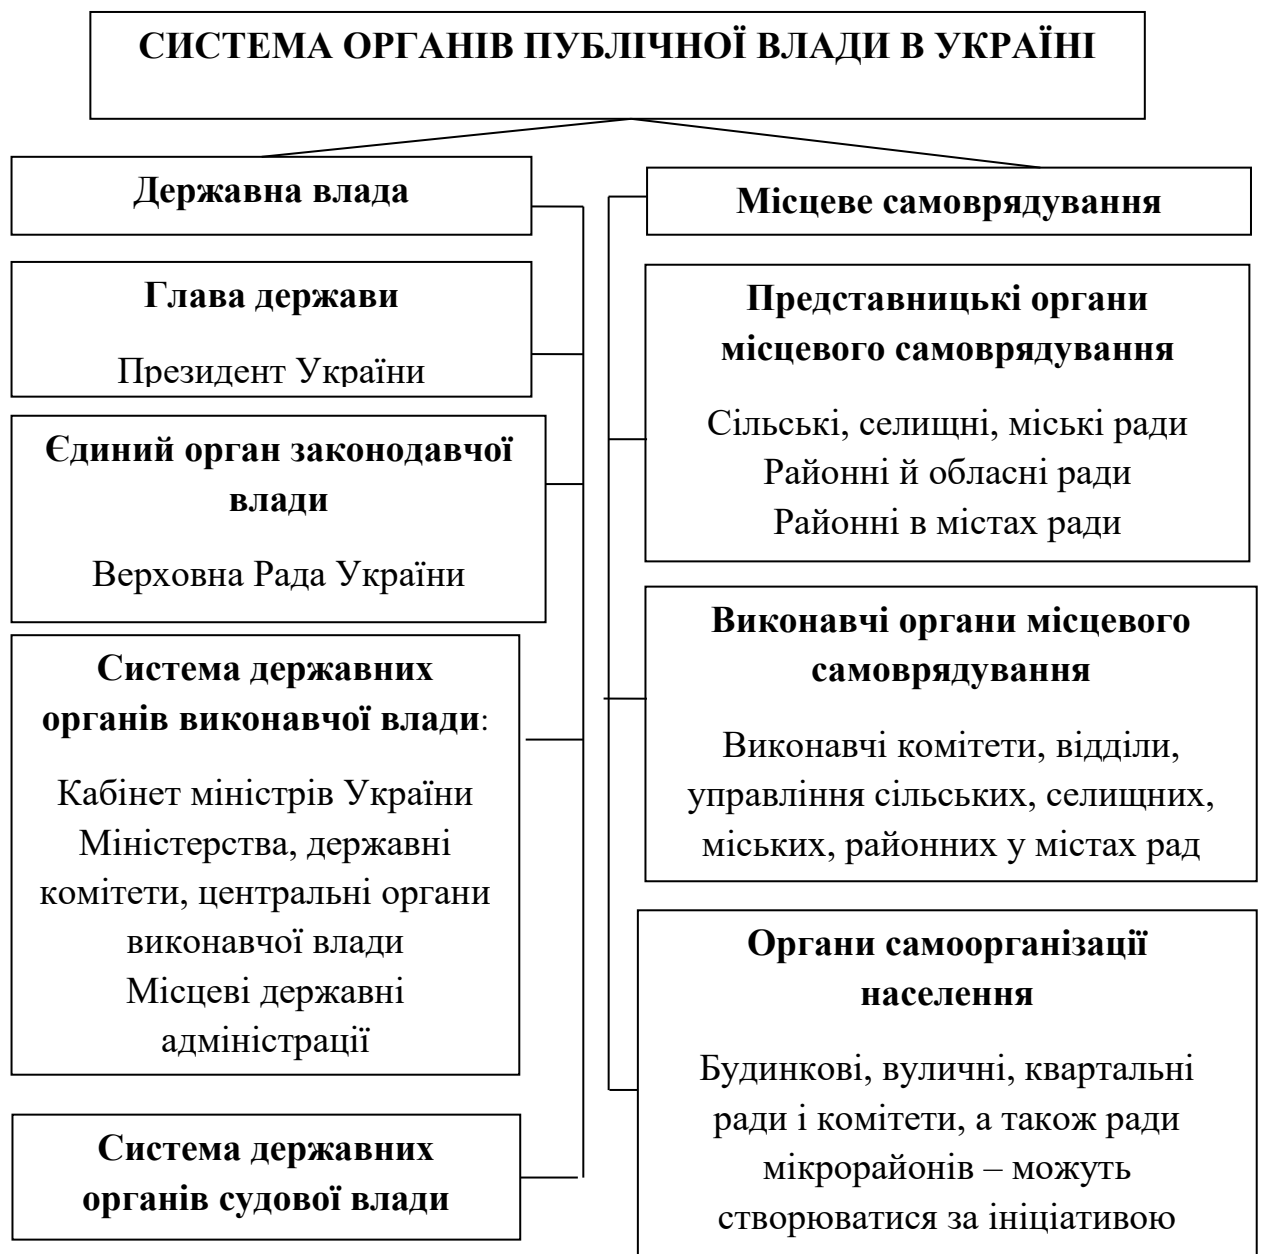 СИСТЕМА ОРГАНІВ ПУБЛІЧНОЇ ВЛАДИ В УКРАЇНІ
Державна влада
Глава держави
Президент України
Єдиний орган законодавчої
влади
Верховна Рада України
Система державних
органів виконавчої влади:
Кабінет міністрів України
Міністерства, державні
комітети, центральні органи
виконавчої влади
Місцеві державні
адміністрації
Система державних
органів судової влади
Місцеве самоврядування
Представницькі органи
місцевого самоврядування
Сільські, селищні, міські ради
Районні й обласні ради
Районні в містах ради
Виконавчі органи місцевого
самоврядування
Виконавчі комітети, відділи,
управління сільських, селищних,
міських, районних у містах рад
Органи самоорганізації
населення
Будинкові, вуличні, квартальні
ради і комітети, а також ради
мікрорайонів – можуть
створюватися за ініціативою